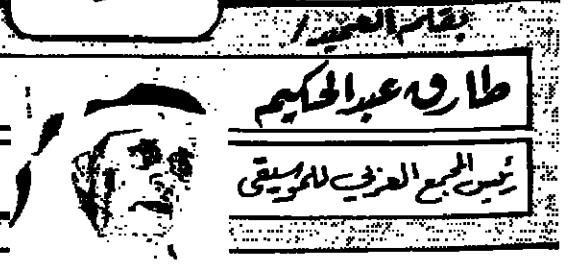 بقلم العميد /
طارق عبدالحكيم
رئيس المجمع العربي للموسيقى